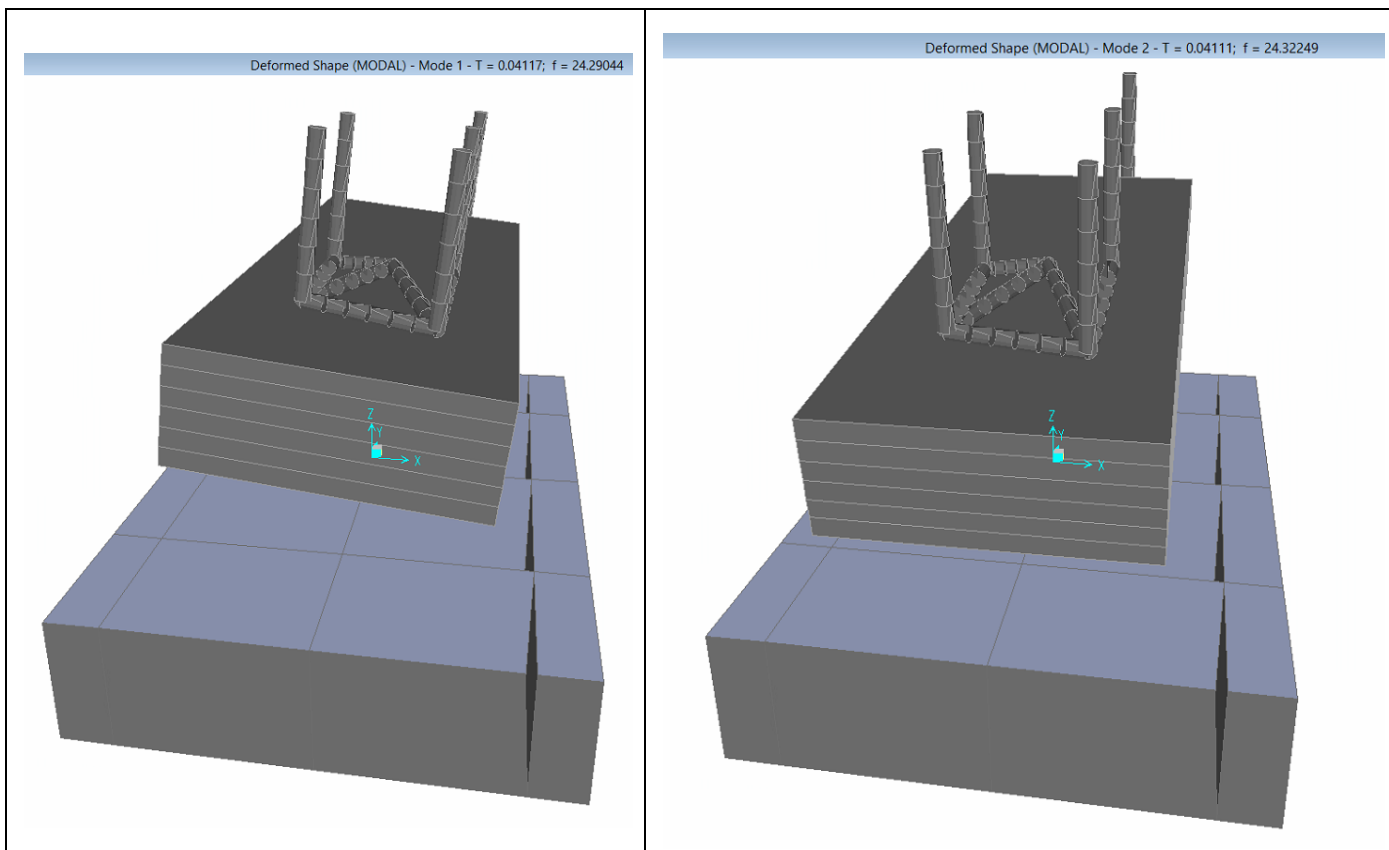 Deformed Shape (MODAL) - Mode 1 - T = 0.04117; f = 24.29044
Z
Y
X
Deformed Shape (MODAL) - Mode 2 - T = 0.04111; f = 24.32249
Z
Y
X